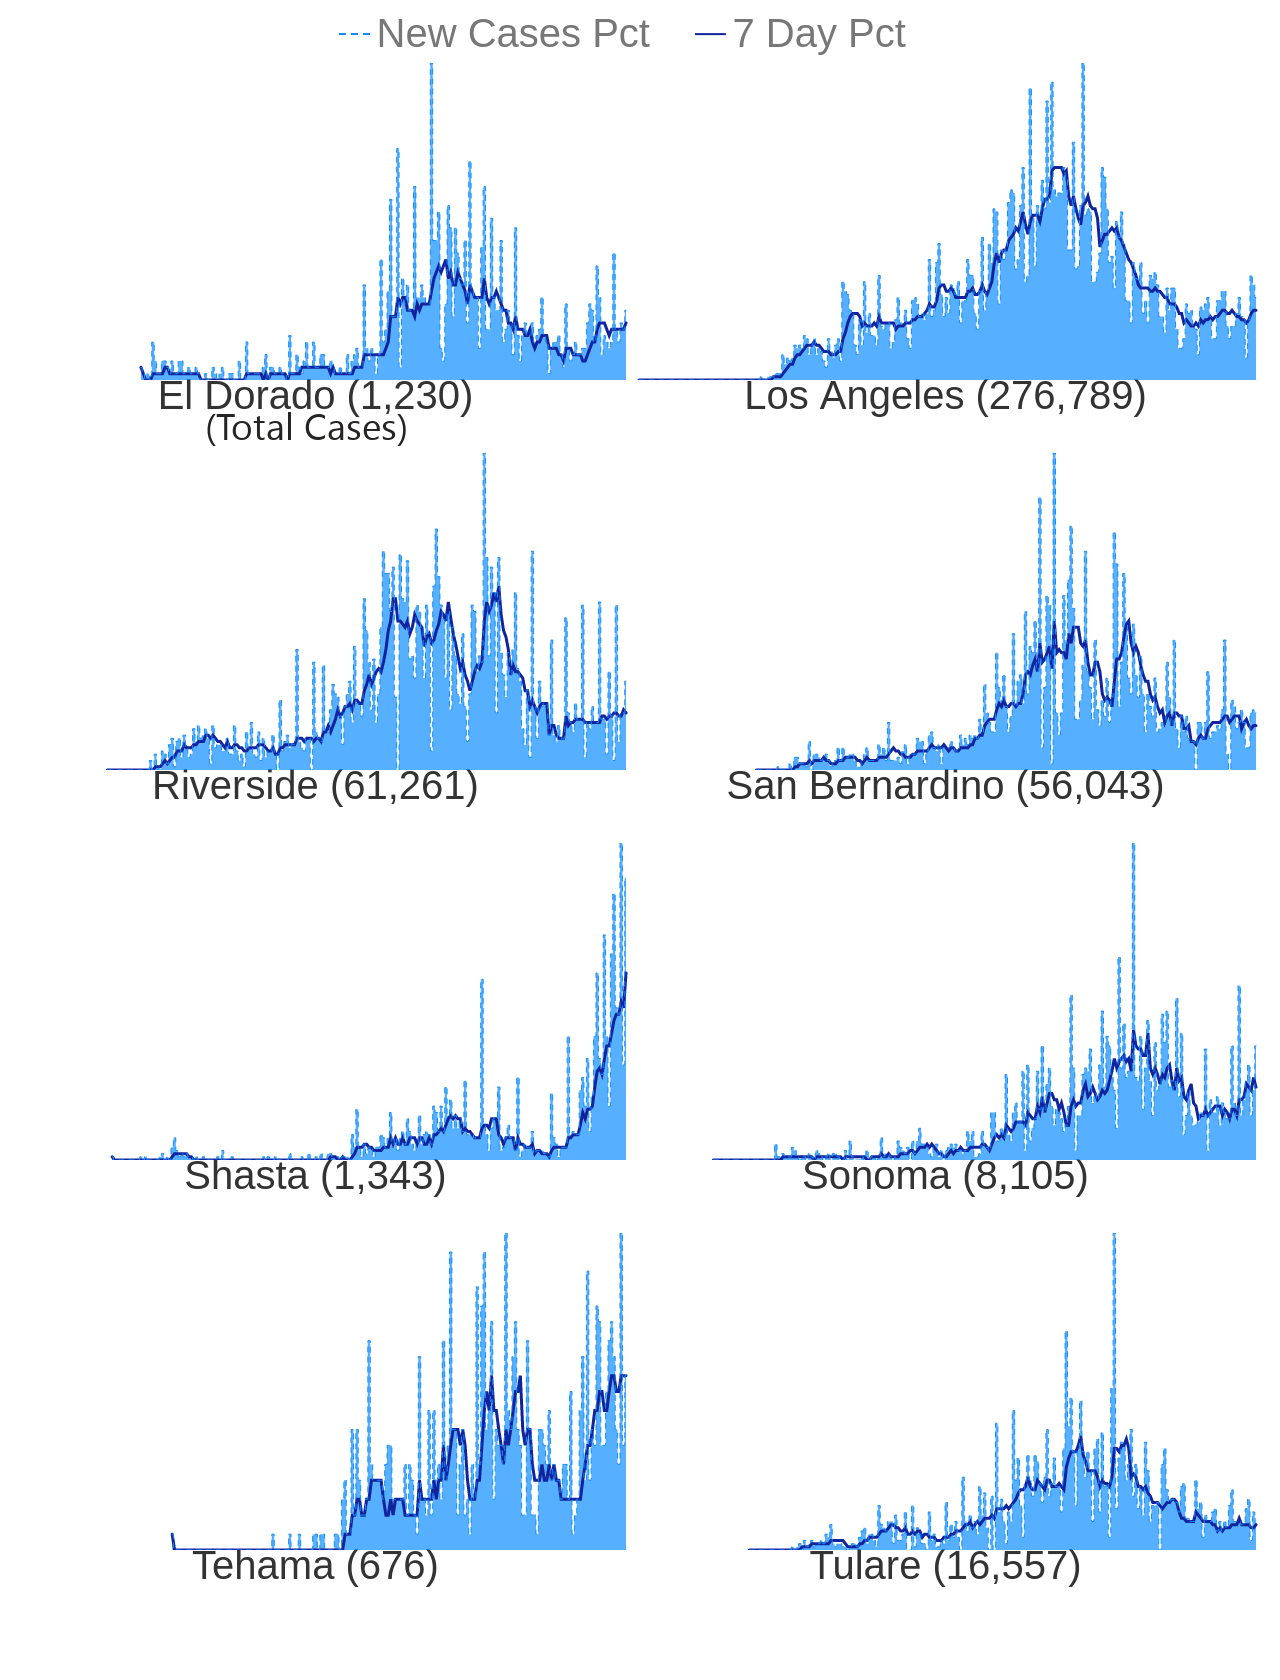 New Cases Pct 7 Day Pct
El Dorado (1,230) Los Angeles (276,789)
(Total Cases)
Riverside (61,261) San Bernardino (56,043)
Shasta (1,343) Sonoma (8,105)
Tehama (676) Tulare (16,557)